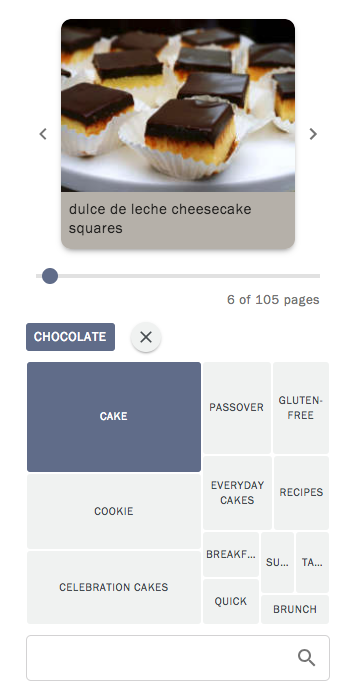 dulce de leche cheesecake
squares
6 of 105 pages
CHOCOLATE
CAKE
PASSOVER
GLUTEN-
FREE
COOKIE
EVERYDAY
CAKES
RECIPES
CELEBRATION CAKES
BREAKF...
SU...
TA...
QUICK
BRUNCH